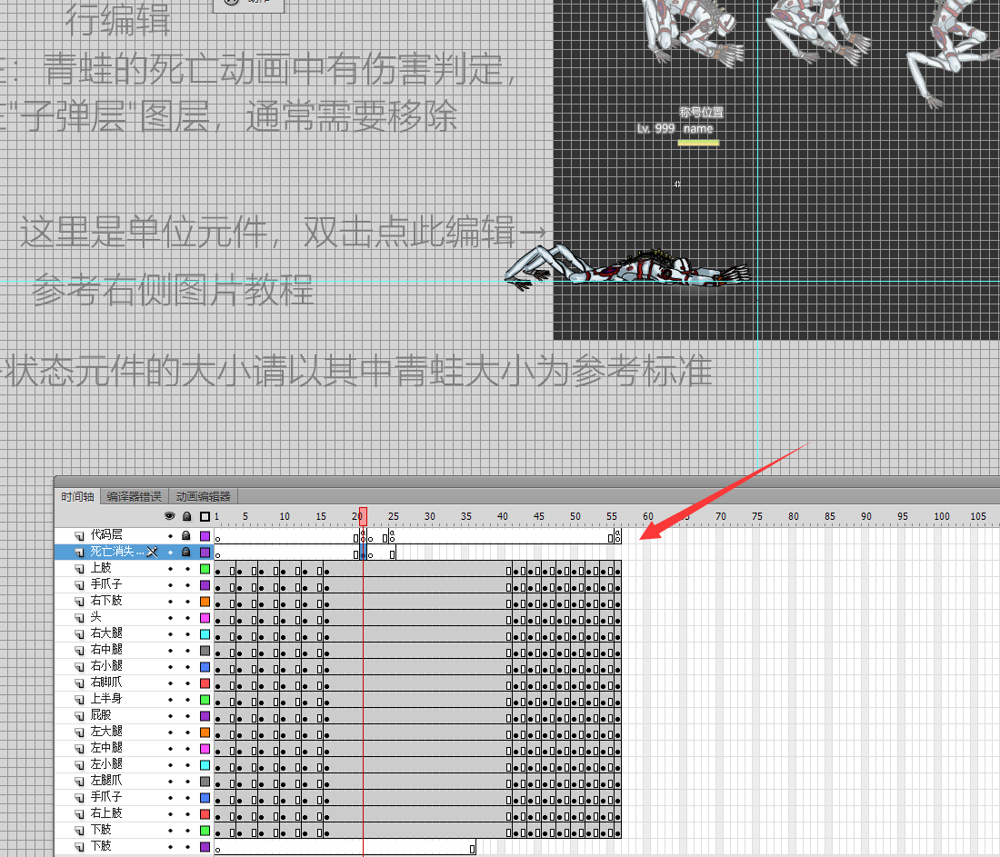 行编辑
：青蛙的死亡动画中有伤害判定，
"子弹层"图层，通常需要移除
称号位置
Lv. 999 name
这里是单位元件，双击点此编辑→
参考右侧图片教程
状态元件的大小请以其中青蛙大小为参考标准
时间轴 编译器错误 动画编辑器
1 5 10 15 20 25 30 35 40 45 50 55 60 65 70 75 80 85 90 95 100 105
代码层
死亡消失...
上肢
手爪子
右下肢
头
右大腿
右中腿
右小腿
右脚爪
上半身
屁股
左大腿
左中腿
左小腿
左腿爪
手爪子
右上肢
下肢
下肢